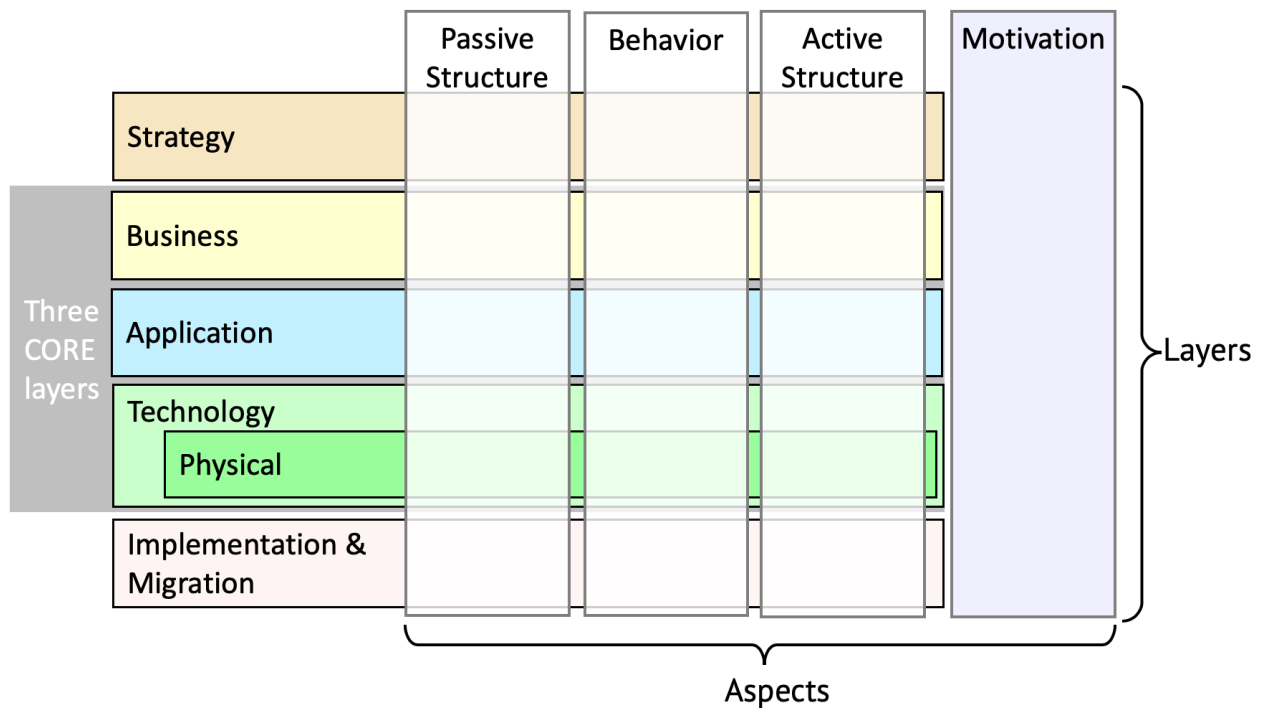 Passive
Structure
Behavior
Active
Structure
Motivation
Strategy
Business
Three
CORE
layers
Application
Layers
Technology
Physical
Implementation &
Migration
Aspects